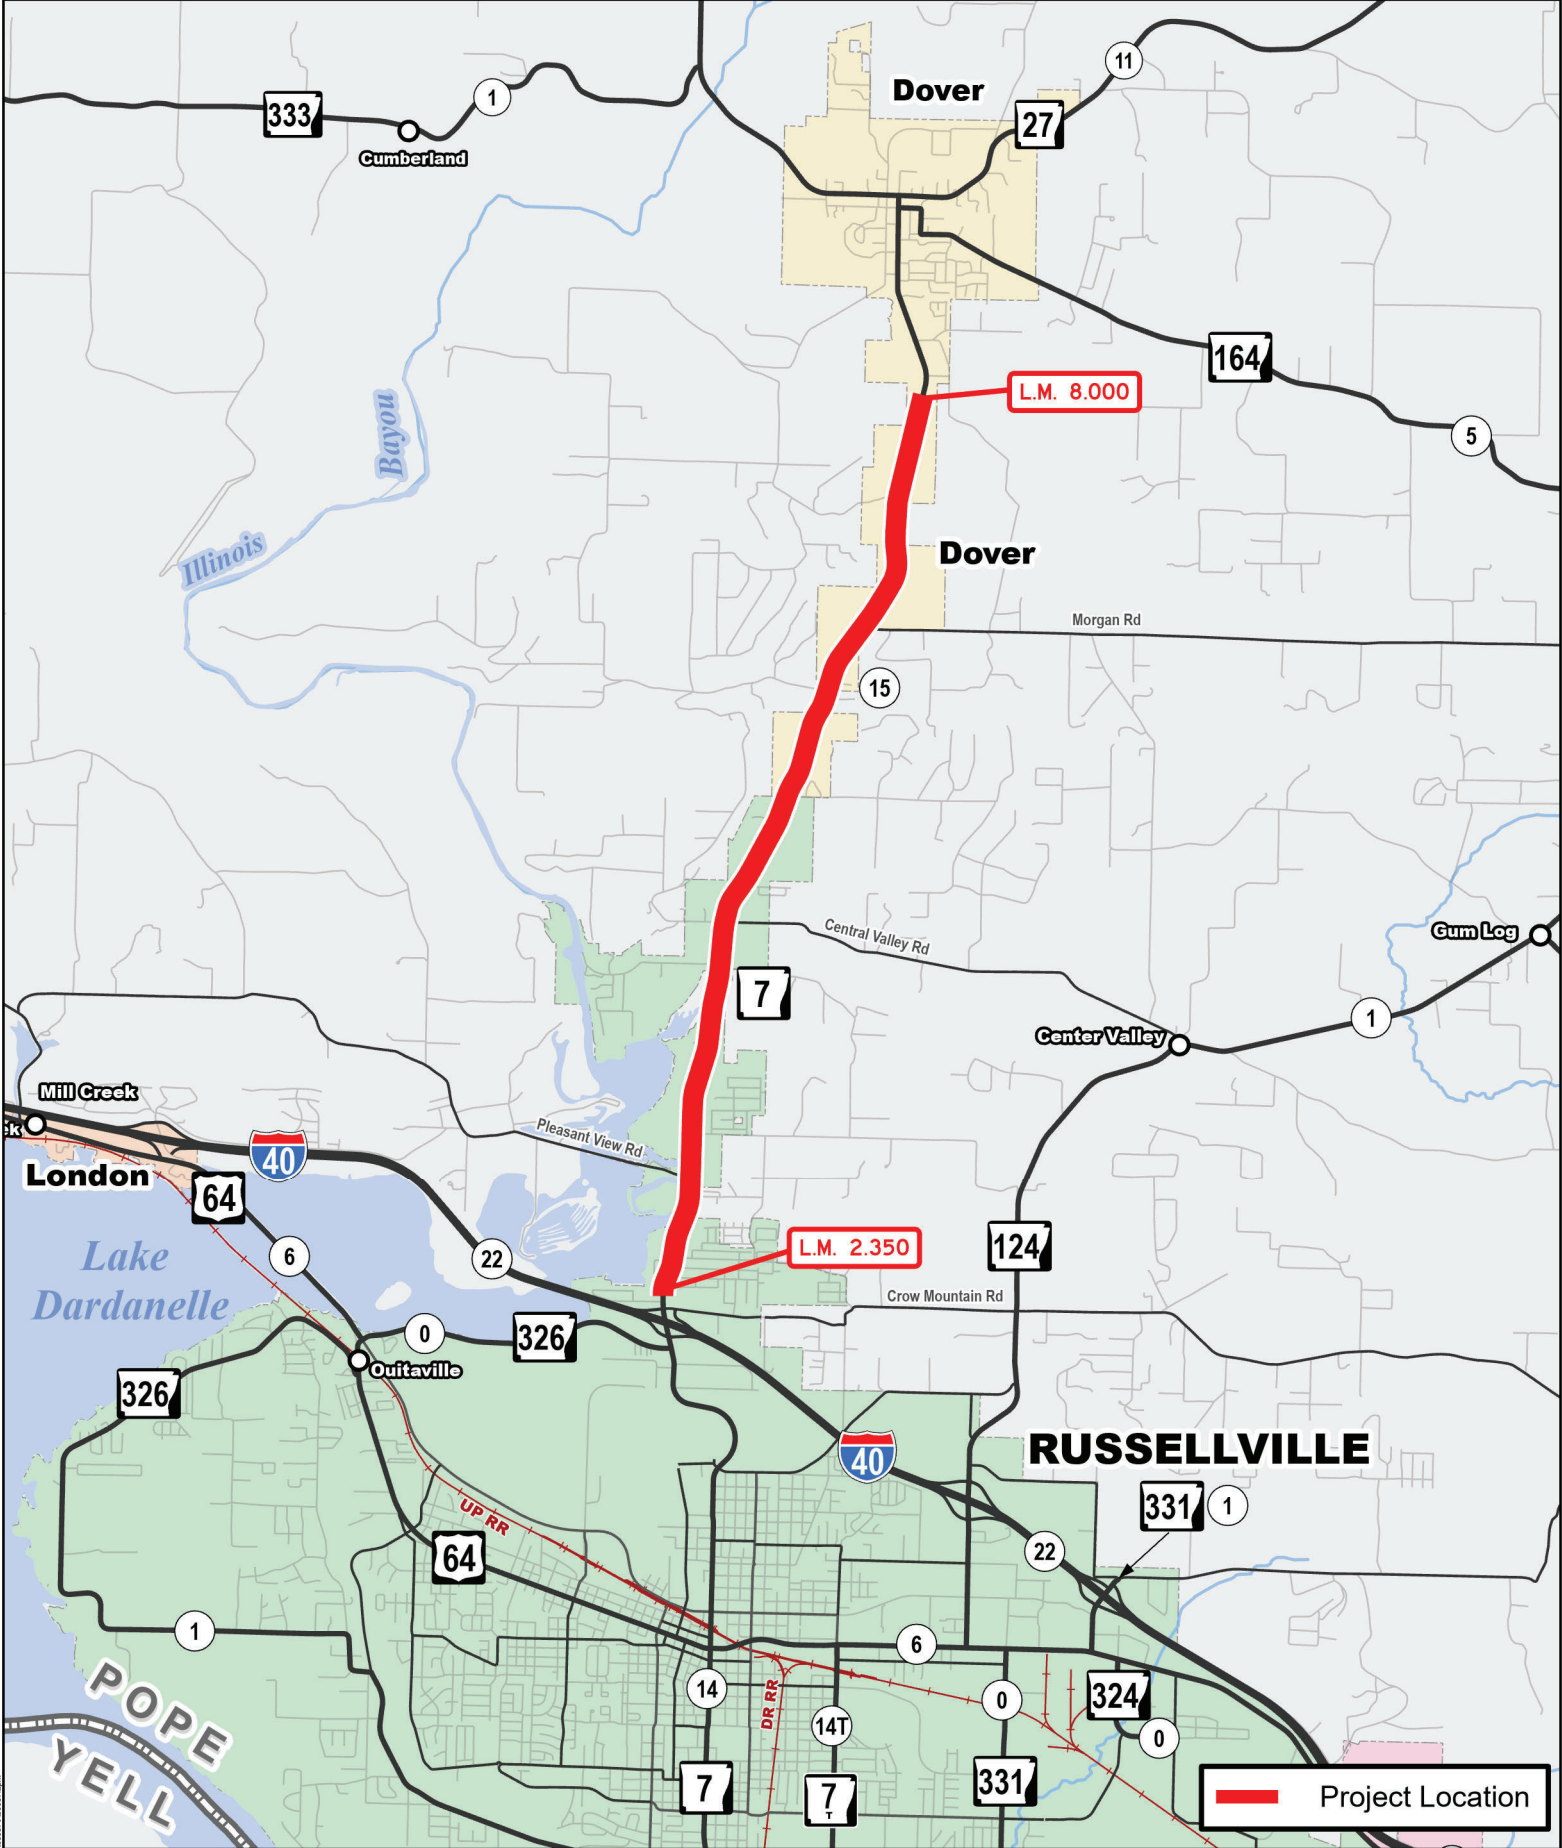 11
Dover
333
1
27
Cumberland
164
L.M. 8.000
5
Bayou
Illinois
Dover
Morgan Rd
15
Central Valley Rd
Gum Log
7
1
Center Valley
Mill Creek
ek
Pleasant View Rd
40
London
64
6
22
L.M. 2.350
124
Lake
Dardanelle
Crow Mountain Rd
0
326
Quitaville
326
RUSSELLVILLE
40
331
1
UP RR
22
64
1
6
POPE
YELL
14
DR RR
14T
0
324
0
7
7
T
331
Project Location